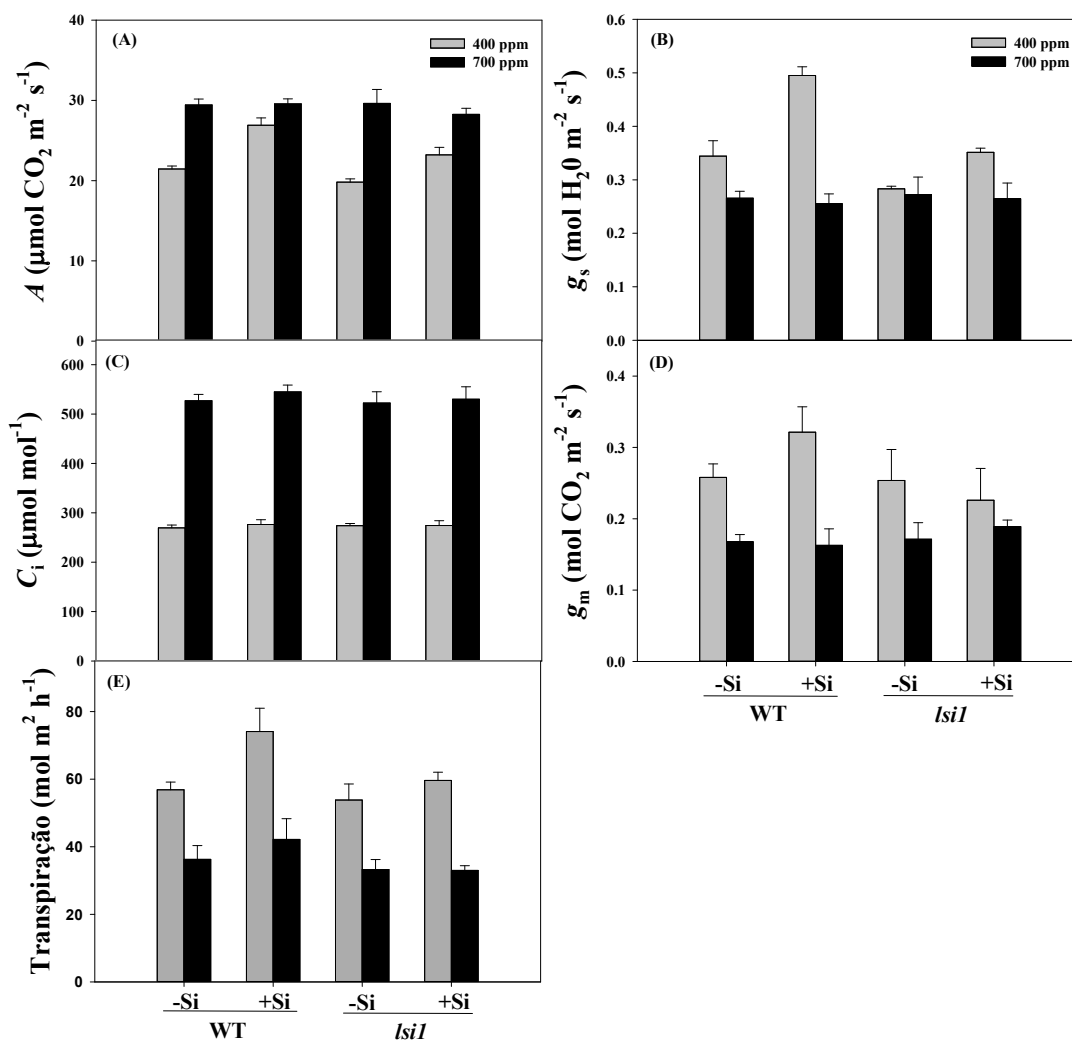 (A)
400 ppm
700 ppm
A (μmol CO2 m-2 s-1)
40
30
20
10
0
(B)
400 ppm
700 ppm
gs (mol H20 m-2 s-1)
0.5
0.4
0.3
0.2
0.1
0.0
(C)
Ci (μmol mol-1)
600
500
400
300
200
100
0
(D)
gm (mol CO2 m-2 s-1)
0.4
0.3
0.2
0.1
0.0
-Si +Si -Si +Si
WT lsi1
(E)
Transpiração (mol m2 h-1)
80
60
40
20
0
-Si +Si -Si +Si
WT lsi1